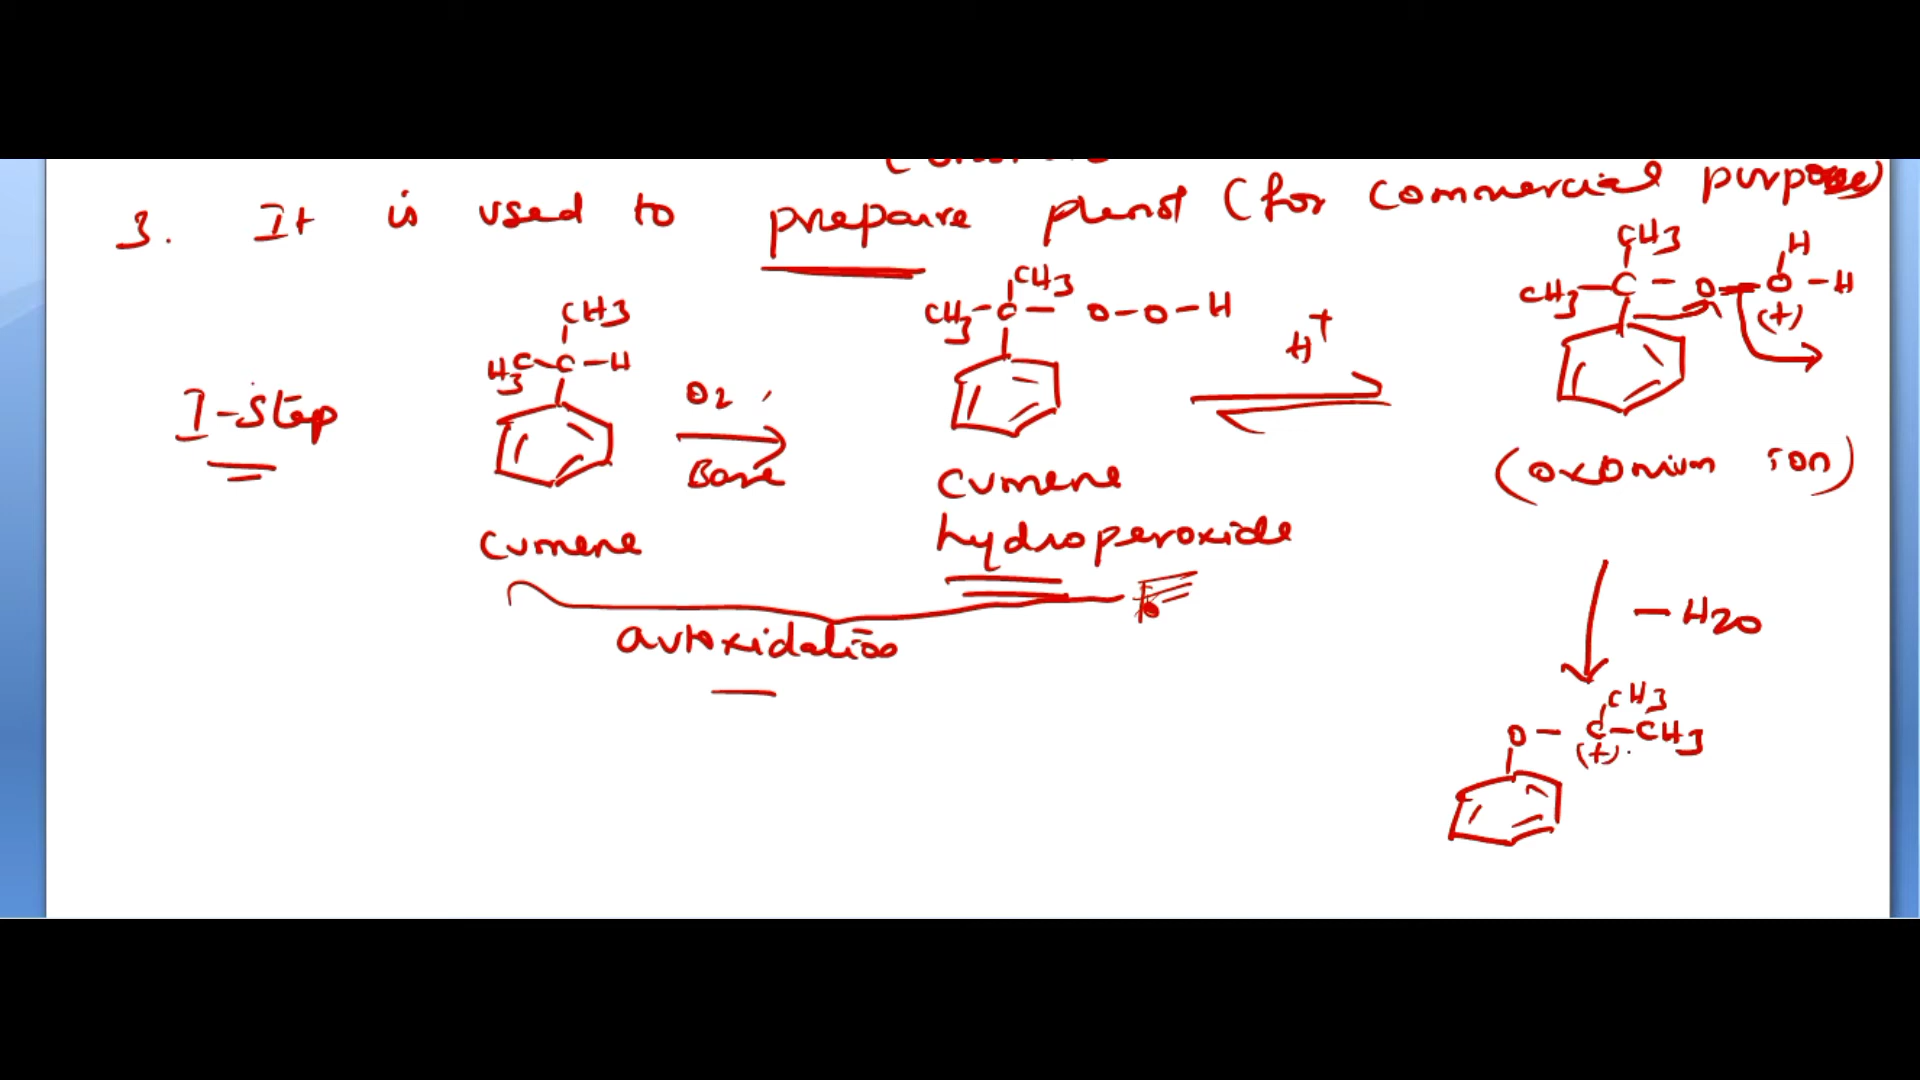 3. It is used to prepare phenol (for commercial purpose)
CH3
H3C-C-H
I-Step
O2
Base
Cumene
CH3
CH3-C-O-O-H
Cumene
hydroperoxide
autoxidation
H+
CH3 H
CH3-C-O-O-H
(+)
(oxonium ion)
-H2O
CH3
O-C-CH3
(+)